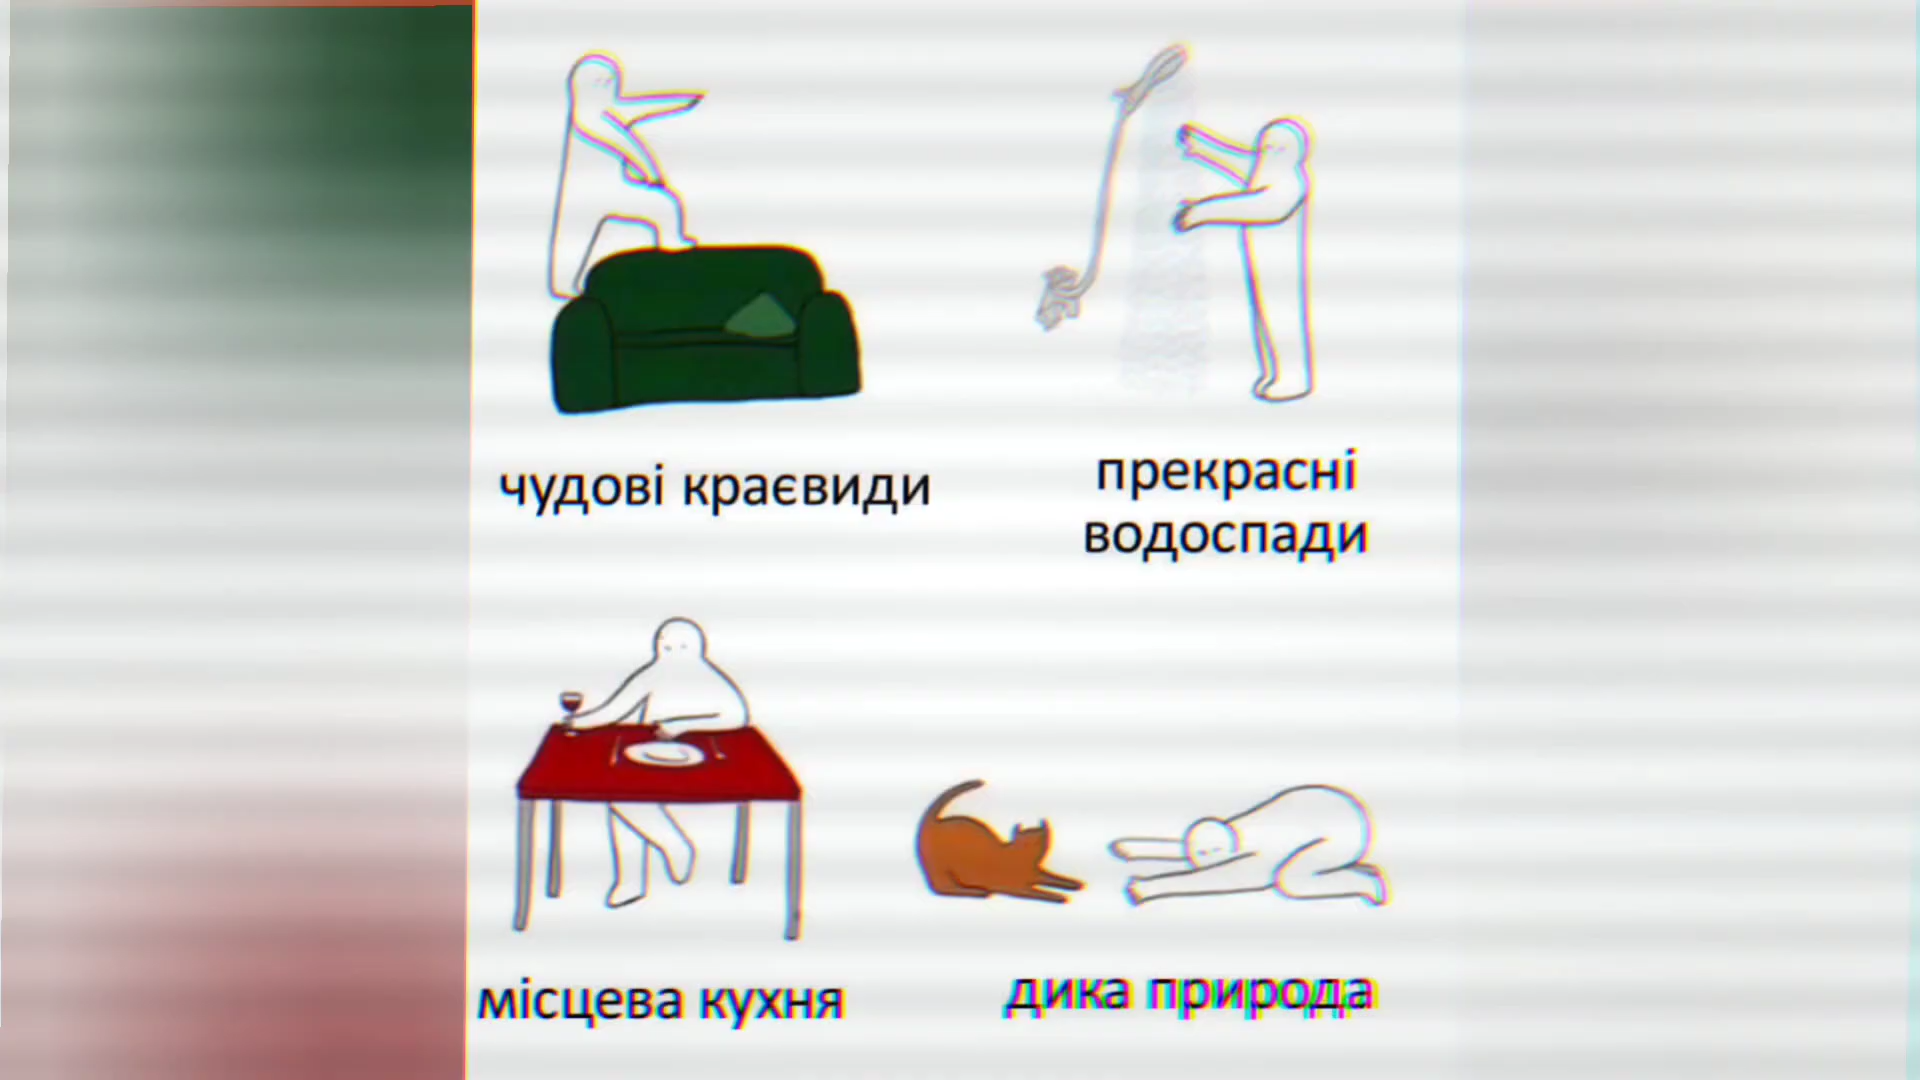 чудові краєвиди
прекрасні
водоспади
місцева кухня
дика природа